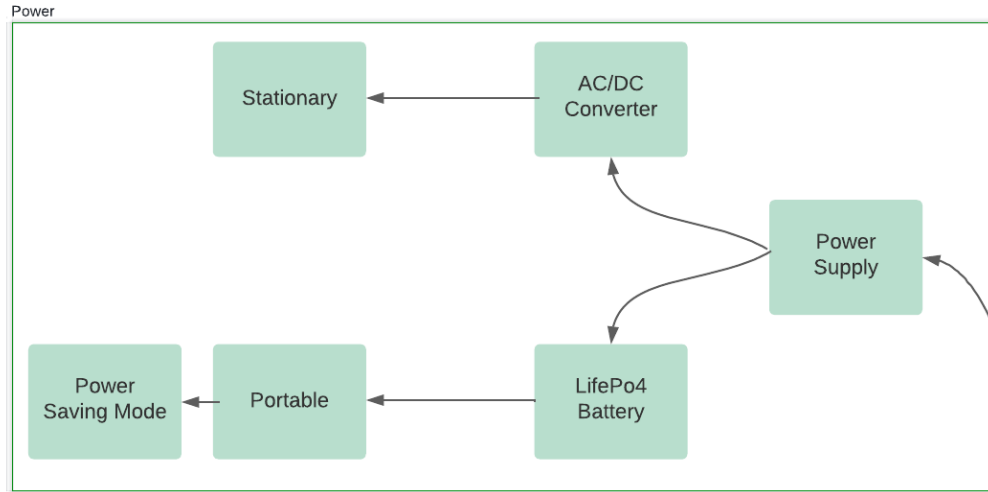 Power
Stationary
AC/DC
Converter
Power
Supply
Power
Saving Mode
Portable
LifePo4
Battery